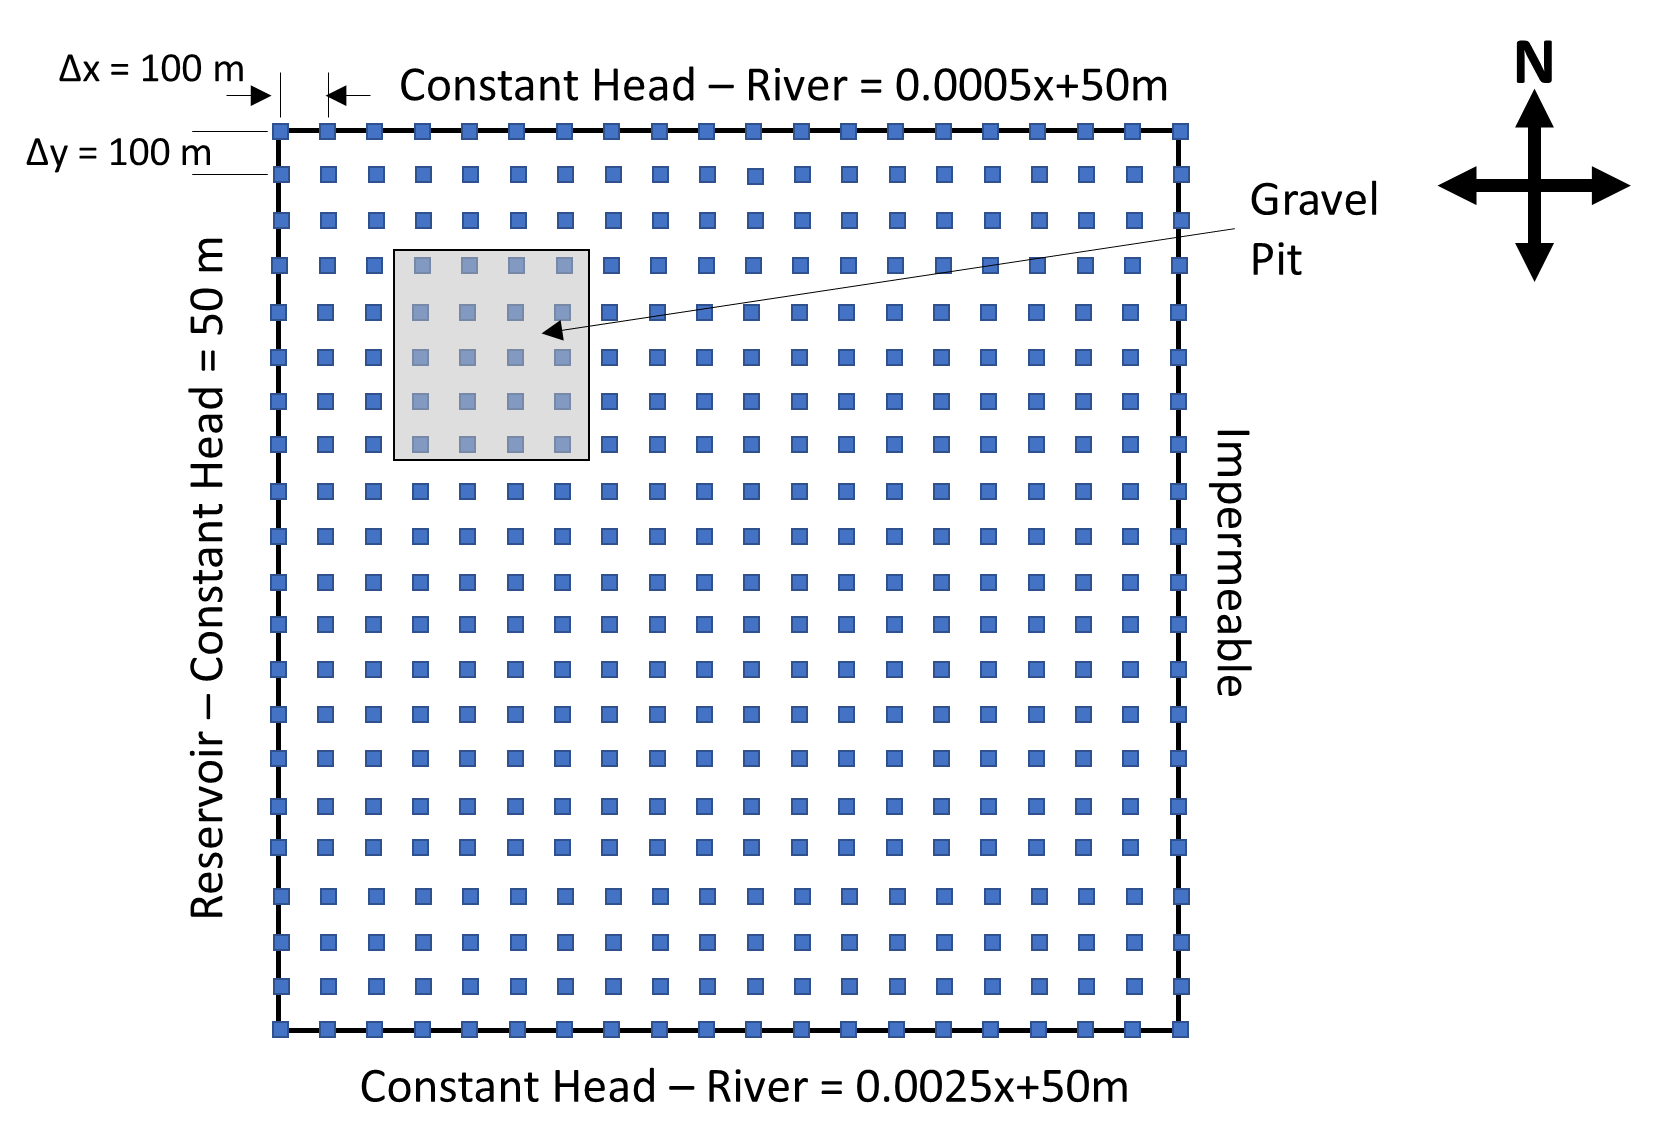 Δx = 100 m
Constant Head – River = 0.0005x+50m
N
Δy = 100 m
Gravel
Pit
Reservoir – Constant Head = 50 m
Impermeable
Constant Head – River = 0.0025x+50m